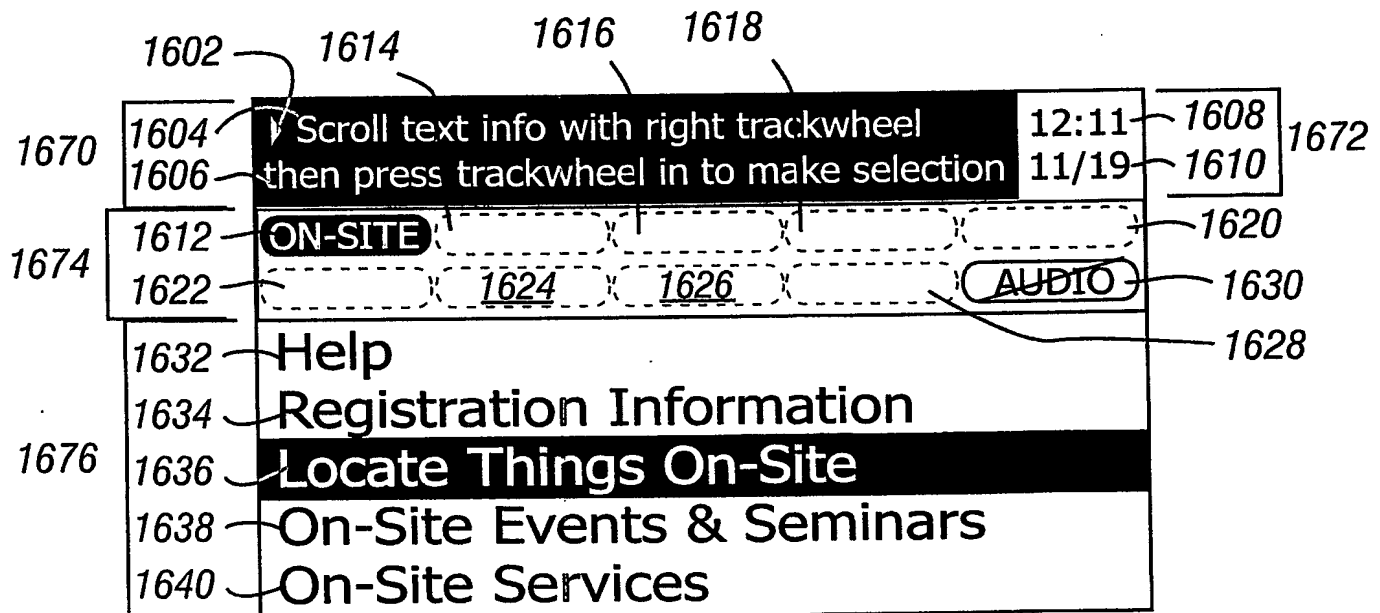 1602 1614 1616 1618
1670 1604 Scroll text info with right trackwheel 12:11 1608 1672
1606 then press trackwheel in to make selection 11/19 1610
1674 1612 ON-SITE 1620
1622 1624 1626 AUDIO 1630
1632 Help 1628
1634 Registration Information
1676 1636 Locate Things On-Site
1638 On-Site Events & Seminars
1640 On-Site Services